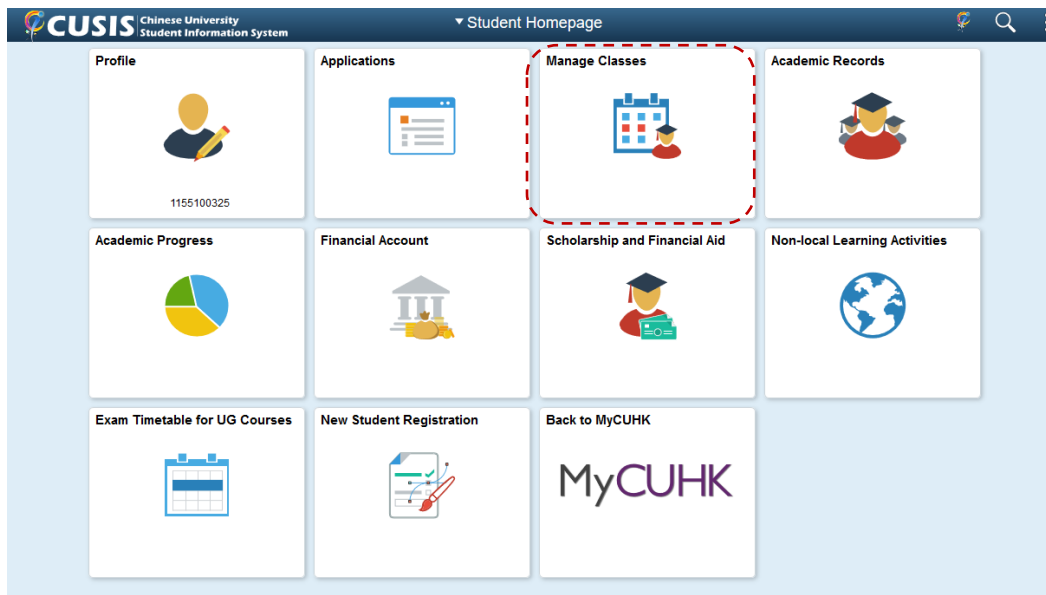 CUSIS Chinese University
Student Information System
▾ Student Homepage
Profile
1155100325
Applications
Manage Classes
Academic Records
Academic Progress
Financial Account
Scholarship and Financial Aid
Non-local Learning Activities
Exam Timetable for UG Courses
New Student Registration
Back to MyCUHK
MyCUHK